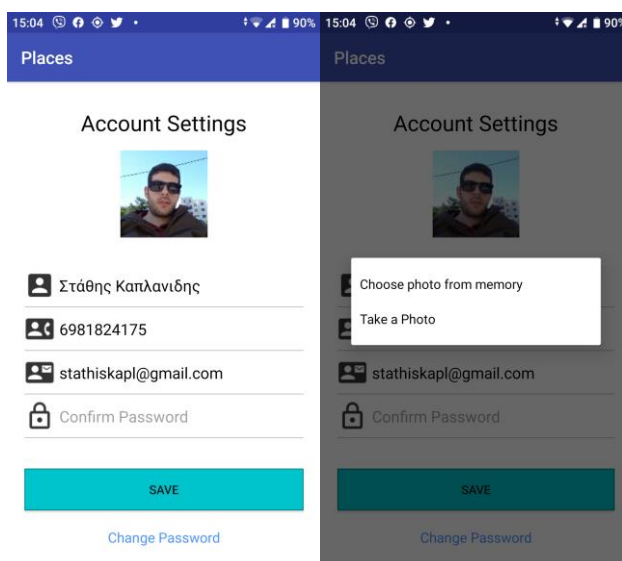 15:04 90%
Places
Account Settings
Στάθης Καπλανιδης
6981824175
stathiskapl@gmail.com
Confirm Password
SAVE
Change Password
15:04 90%
Places
Account Settings
Choose photo from memory
Take a Photo
stathiskapl@gmail.com
Confirm Password
SAVE
Change Password